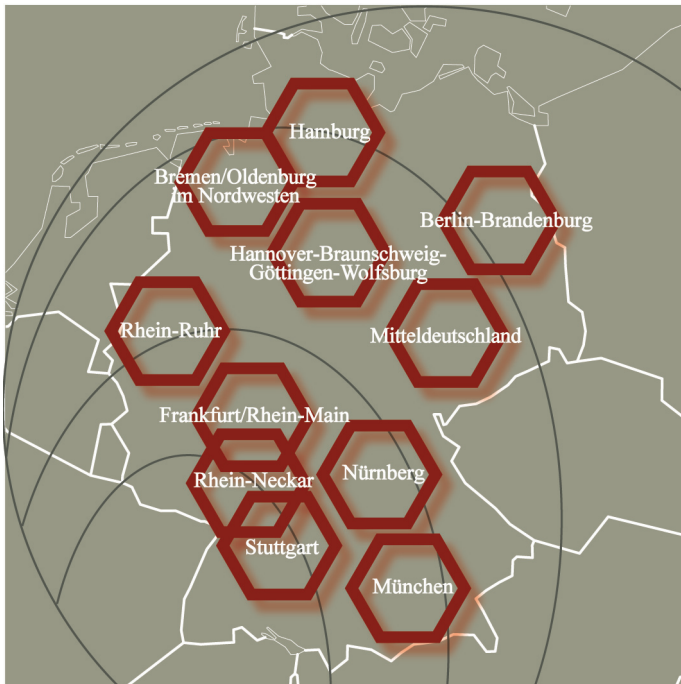 Hamburg
Bremen/Oldenburg
im Nordwesten
Berlin-Brandenburg
Hannover-Braunschweig-
Göttingen-Wolfsburg
Rhein-Ruhr
Mitteldeutschland
Frankfurt/Rhein-Main
Rhein-Neckar
Nürnberg
Stuttgart
München